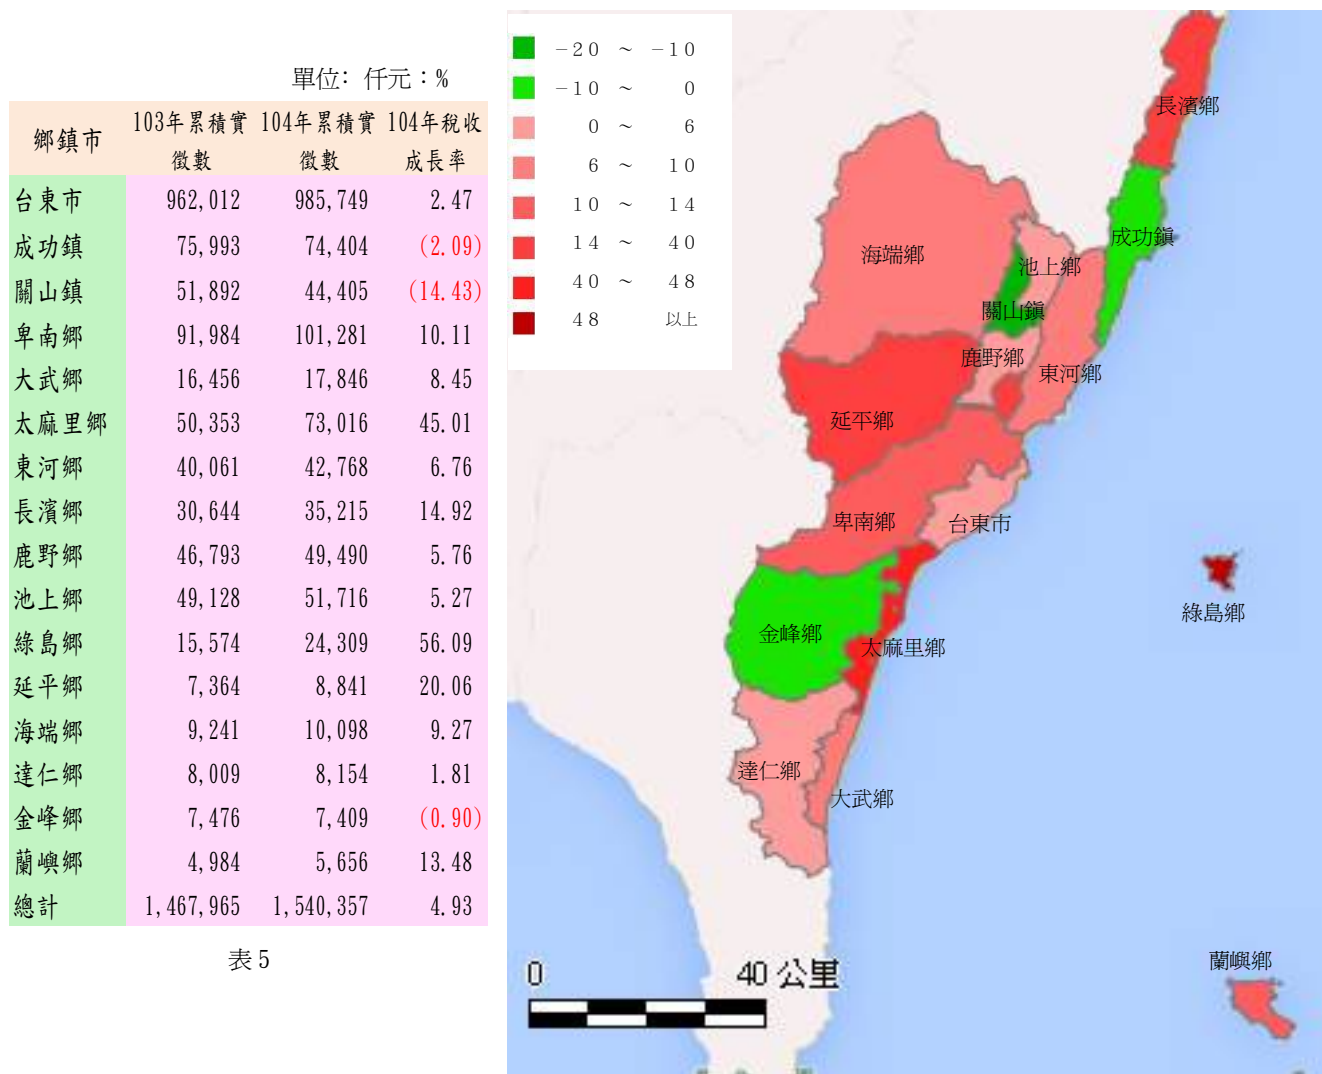 單位: 仟元：%
鄉鎮市 103年累積實徵數 104年累積實徵數 104年稅收成長率
台東市 962,012 985,749 2.47
成功鎮 75,993 74,404 (2.09)
關山鎮 51,892 44,405 (14.43)
卑南鄉 91,984 101,281 10.11
大武鄉 16,456 17,846 8.45
太麻里鄉 50,353 73,016 45.01
東河鄉 40,061 42,768 6.76
長濱鄉 30,644 35,215 14.92
鹿野鄉 46,793 49,490 5.76
池上鄉 49,128 51,716 5.27
綠島鄉 15,574 24,309 56.09
延平鄉 7,364 8,841 20.06
海端鄉 9,241 10,098 9.27
達仁鄉 8,009 8,154 1.81
金峰鄉 7,476 7,409 (0.90)
蘭嶼鄉 4,984 5,656 13.48
總計 1,467,965 1,540,357 4.93
表5
-20 ~ -10
-10 ~ 0
0 ~ 6
6 ~ 10
10 ~ 14
14 ~ 40
40 ~ 48
48 以上
長濱鄉
成功鎮
海端鄉
池上鄉
關山鎮
鹿野鄉
東河鄉
延平鄉
卑南鄉
台東市
綠島鄉
金峰鄉
太麻里鄉
達仁鄉
大武鄉
蘭嶼鄉
0 40 公里